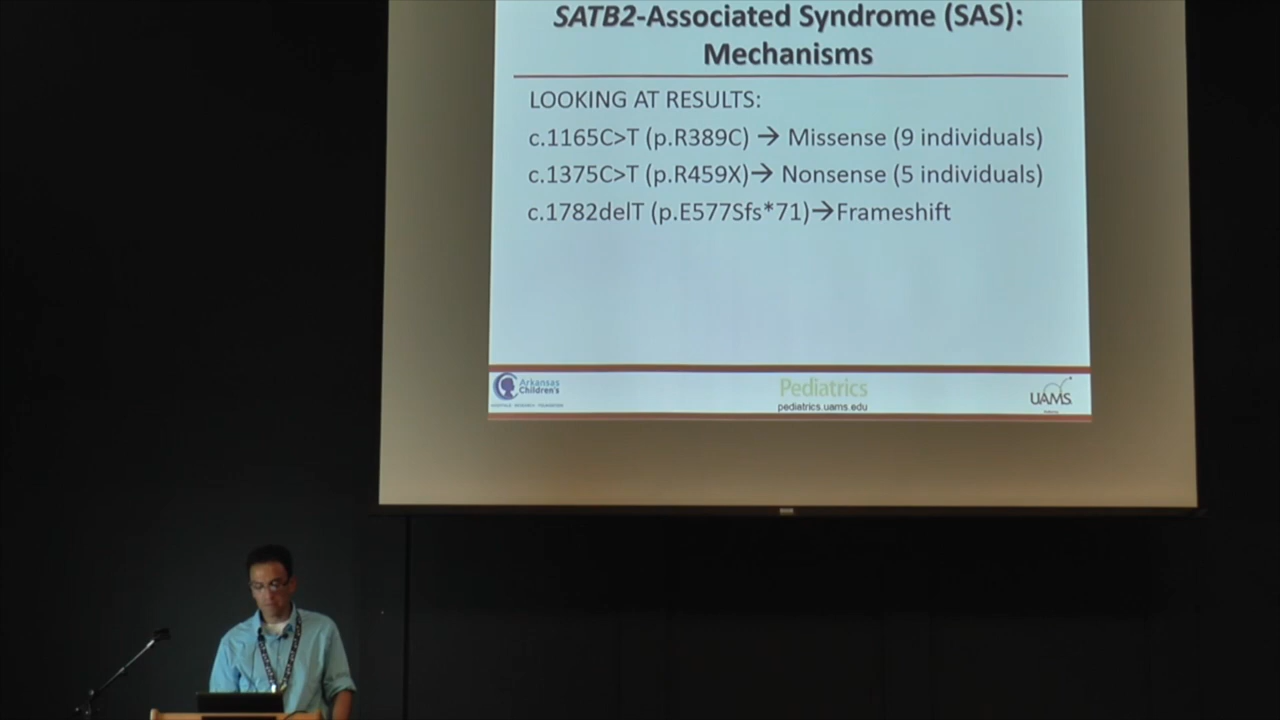 SATB2-Associated Syndrome (SAS):
Mechanisms
LOOKING AT RESULTS:
c.1165C>T (p.R389C) → Missense (9 individuals)
c.1375C>T (p.R459X)→ Nonsense (5 individuals)
c.1782delT (p.E577Sfs*71)→Frameshift
Arkansas
Children's
Pediatrics
pediatrics.uams.edu
UAMS